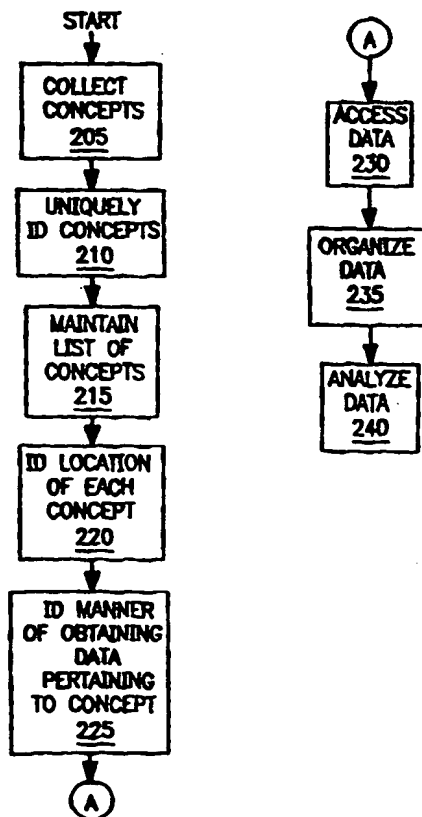 START
COLLECT
CONCEPTS
205
UNIQUELY
ID CONCEPTS
210
MAINTAIN
LIST OF
CONCEPTS
215
ID LOCATION
OF EACH
CONCEPT
220
ID MANNER
OF OBTAINING
DATA
PERTAINING
TO CONCEPT
225
A
A
ACCESS
DATA
230
ORGANIZE
DATA
235
ANALYZE
DATA
240